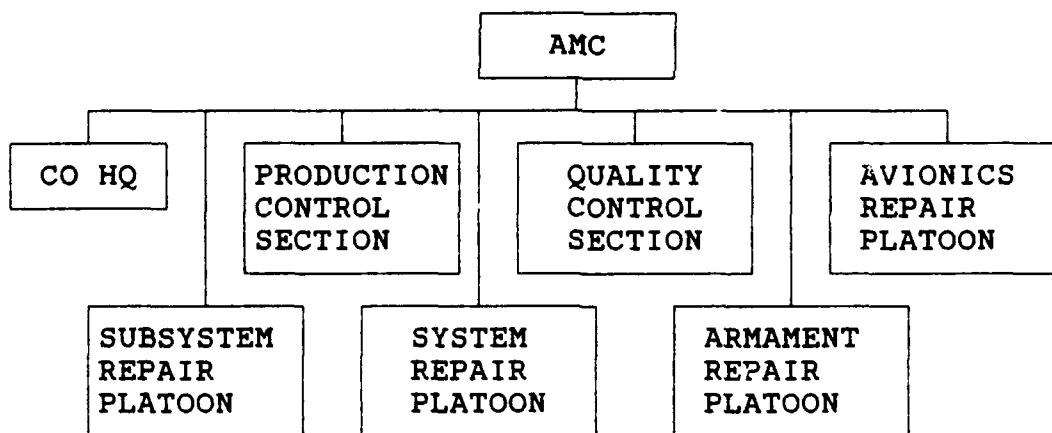 AMC
CO HQ
PRODUCTION
CONTROL
SECTION
QUALITY
CONTROL
SECTION
AVIONICS
REPAIR
PLATOON
SUBSYSTEM
REPAIR
PLATOON
SYSTEM
REPAIR
PLATOON
ARMAMENT
REPAIR
PLATOON